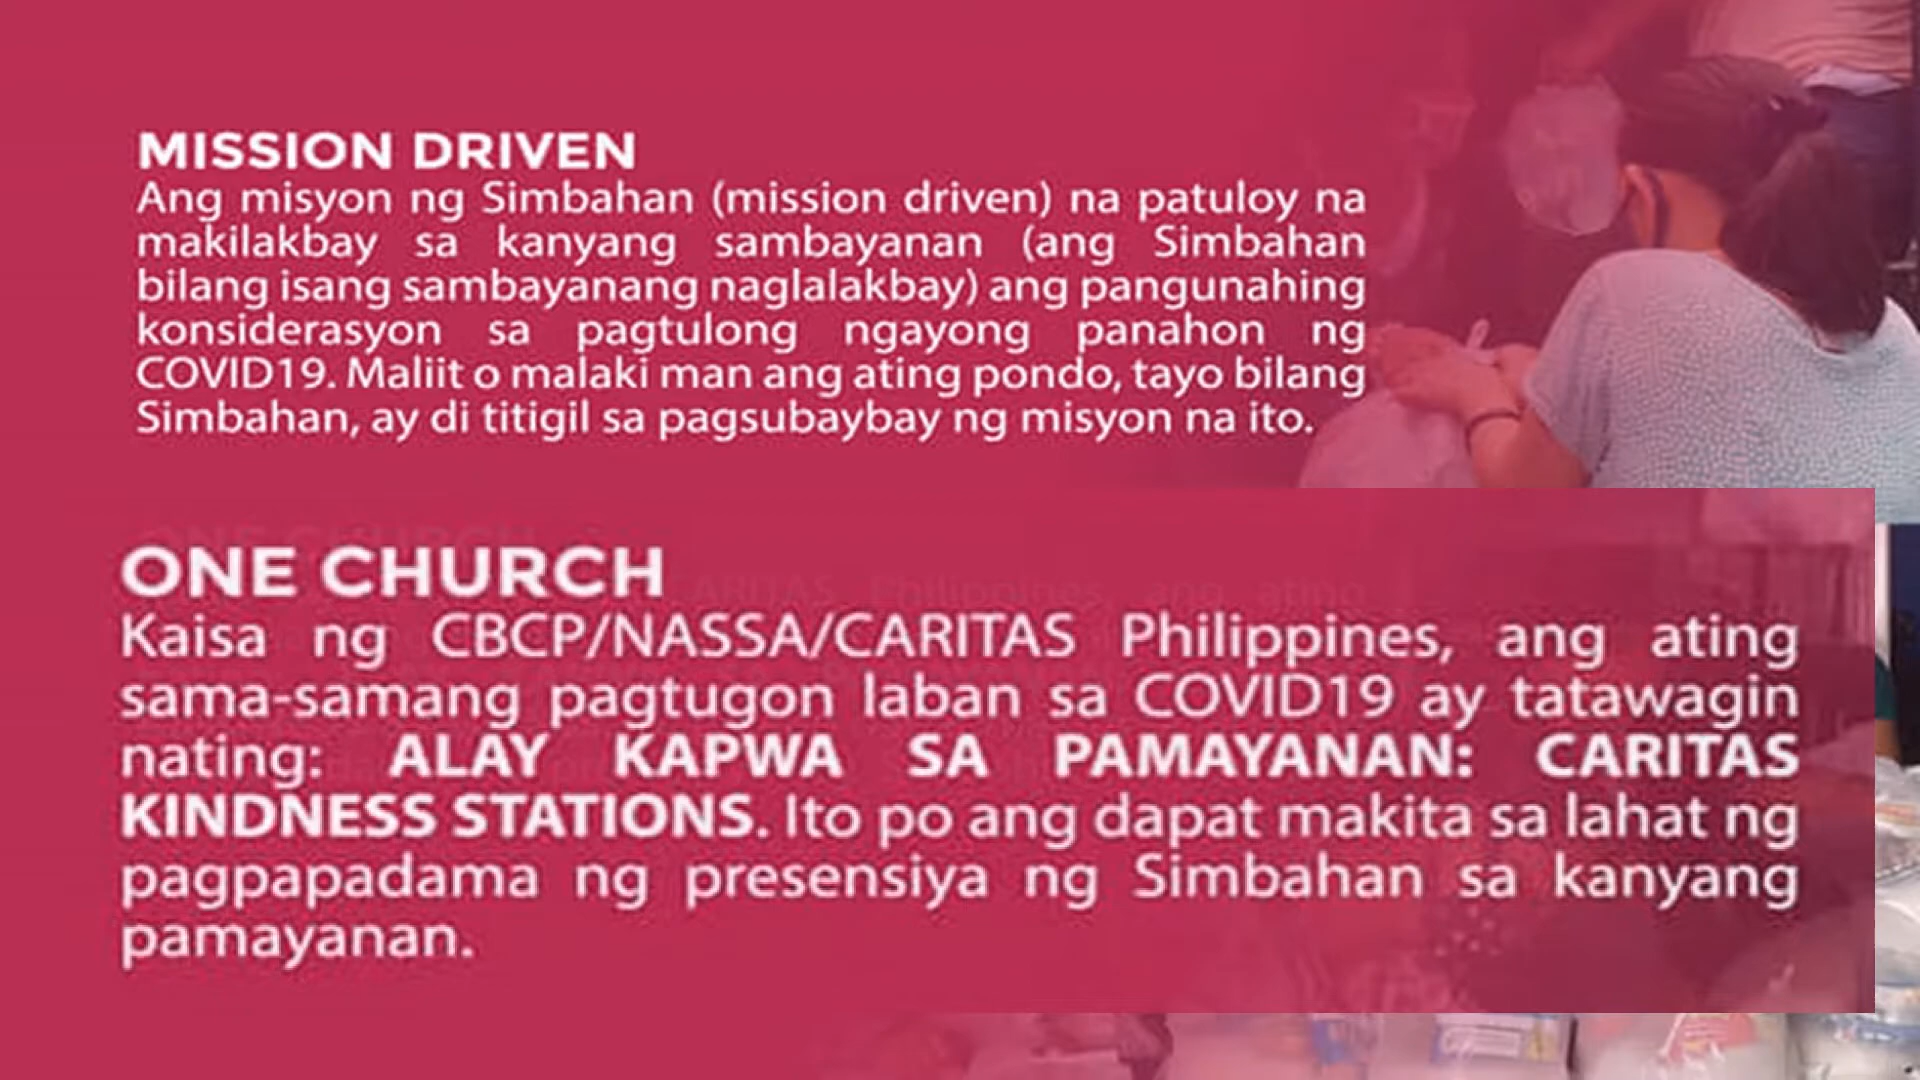 MISSION DRIVEN
Ang misyon ng Simbahan (mission driven) na patuloy na
makilakbay sa kanyang sambayanan (ang Simbahan
bilang isang sambayanang naglalakbay) ang pangunahing
konsiderasyon sa pagtulong ngayong panahon ng
COVID19. Maliit o malaki man ang ating pondo, tayo bilang
Simbahan, ay di titigil sa pagsubaybay ng misyon na ito.
ONE CHURCH
Kaisa ng CBCP/NASSA/CARITAS Philippines, ang ating
sama-samang pagtugon laban sa COVID19 ay tatawagin
nating: ALAY KAPWA SA PAMAYANAN: CARITAS
KINDNESS STATIONS. Ito po ang dapat makita sa lahat ng
pagpapadama ng presensiya ng Simbahan sa kanyang
pamayanan.